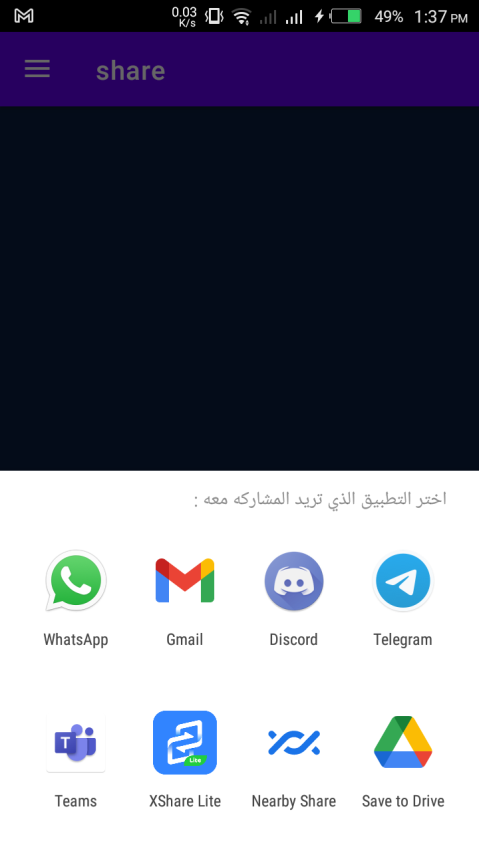 0.03
K/s
49%
1:37 PM
share
اختر التطبيق الذي تريد المشاركه معه :
WhatsApp
Gmail
Discord
Telegram
T
Lite
Teams
XShare Lite
Nearby Share
Save to Drive